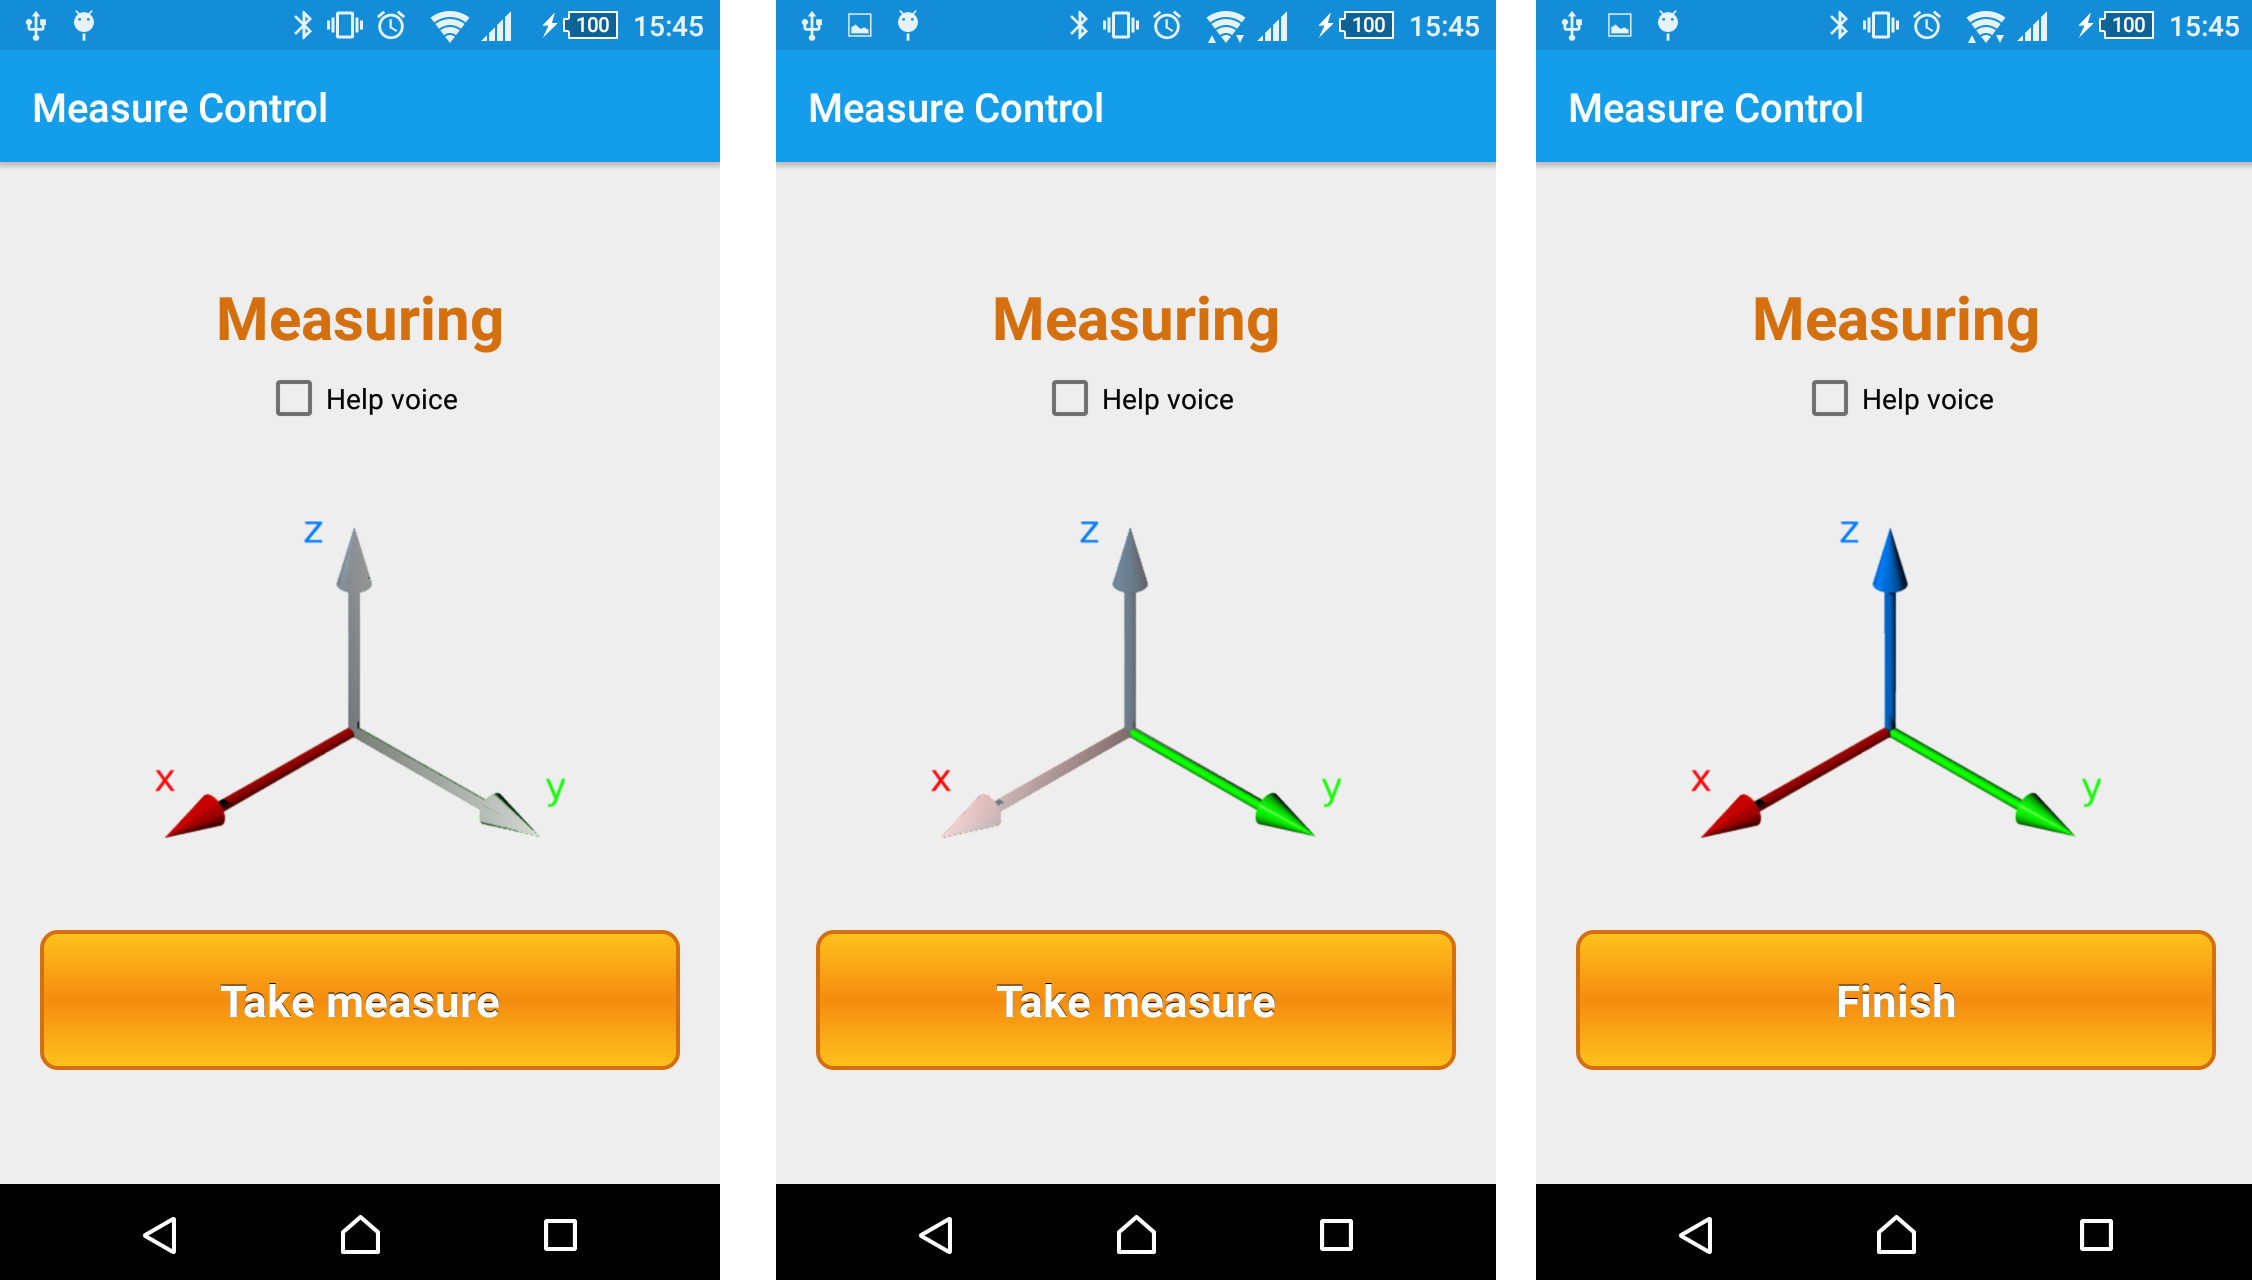 100 15:45
Measure Control
Measuring
Help voice
z
x
y
Take measure
100 15:45
Measure Control
Measuring
Help voice
z
x
y
Take measure
100 15:45
Measure Control
Measuring
Help voice
z
x
y
Finish